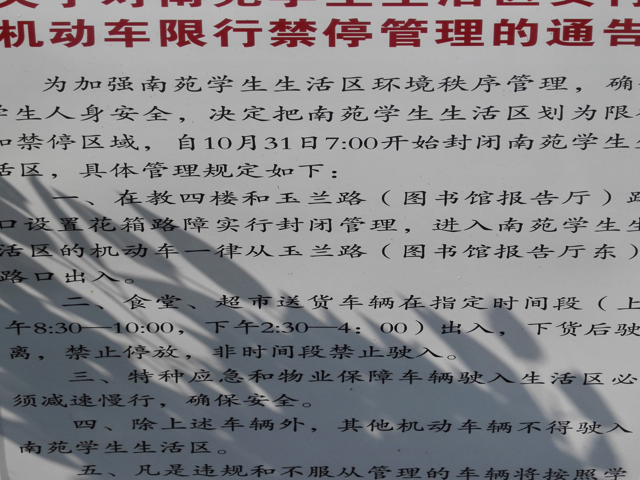 关于对南苑学生生活区实行
机动车限行禁停管理的通告
为加强南苑学生生活区环境秩序管理，确
学生人身安全，决定把南苑学生生活区划为限
和禁停区域，自10月31日7:00开始封闭南苑学生生
活区，具体管理规定如下：
一、在教四楼和玉兰路（图书馆报告厅）路
口设置花箱路障实行封闭管理，进入南苑学生生
活区的机动车一律从玉兰路（图书馆报告厅东）
路口出入。
二、食堂、超市送货车辆在指定时间段（上
午8:30—10:00，下午2:30—4：00）出入，下货后驶
离，禁止停放，非时间段禁止驶入。
三、特种应急和物业保障车辆驶入生活区必
须减速慢行，确保安全。
四、除上述车辆外，其他机动车辆不得驶入
南苑学生生活区。
五、凡是违规和不服从管理的车辆将按照学